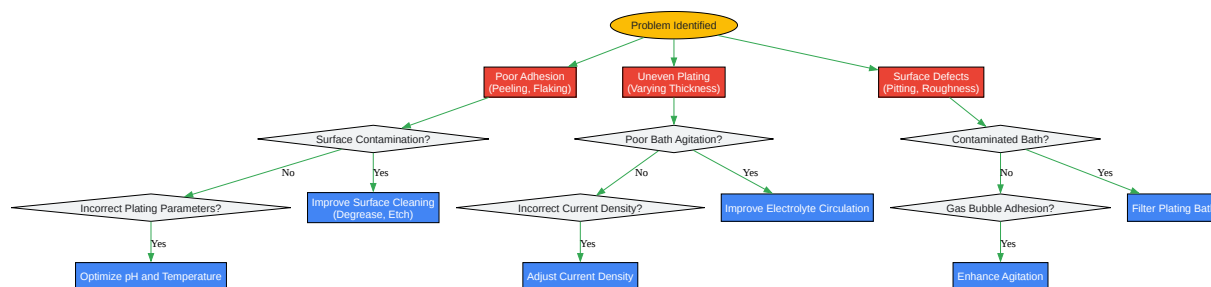 Problem Identified
Poor Adhesion
(Peeling, Flaking)
Uneven Plating
(Varying Thickness)
Surface Defects
(Pitting, Roughness)
Surface Contamination?
Poor Bath Agitation?
Contaminated Bath?
No
Yes
No
Yes
No
Yes
Incorrect Plating Parameters?
Improve Surface Cleaning
(Degrease, Etch)
Incorrect Current Density?
Improve Electrolyte Circulation
Gas Bubble Adhesion?
Filter Plating Bath
Yes
Yes
Yes
Optimize pH and Temperature
Adjust Current Density
Enhance Agitation